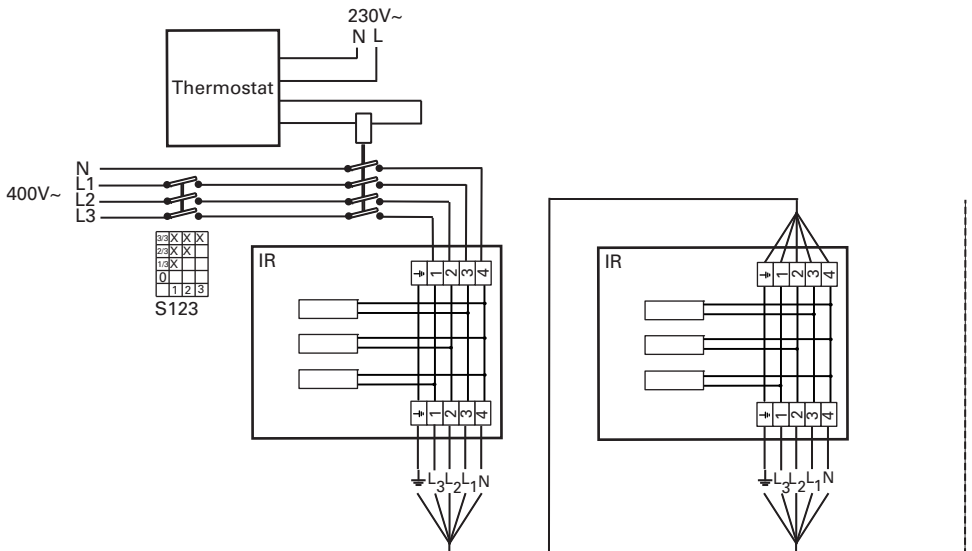 230V~
N L
Thermostat
400V~
N
L1
L2
L3
3/3 X X X
2/3 X X
1/3 X
0
1 2 3
S123
IR
1 2 3 4
1 2 3 4
L3 L2 L1 N
IR
1 2 3 4
1 2 3 4
L3 L2 L1 N